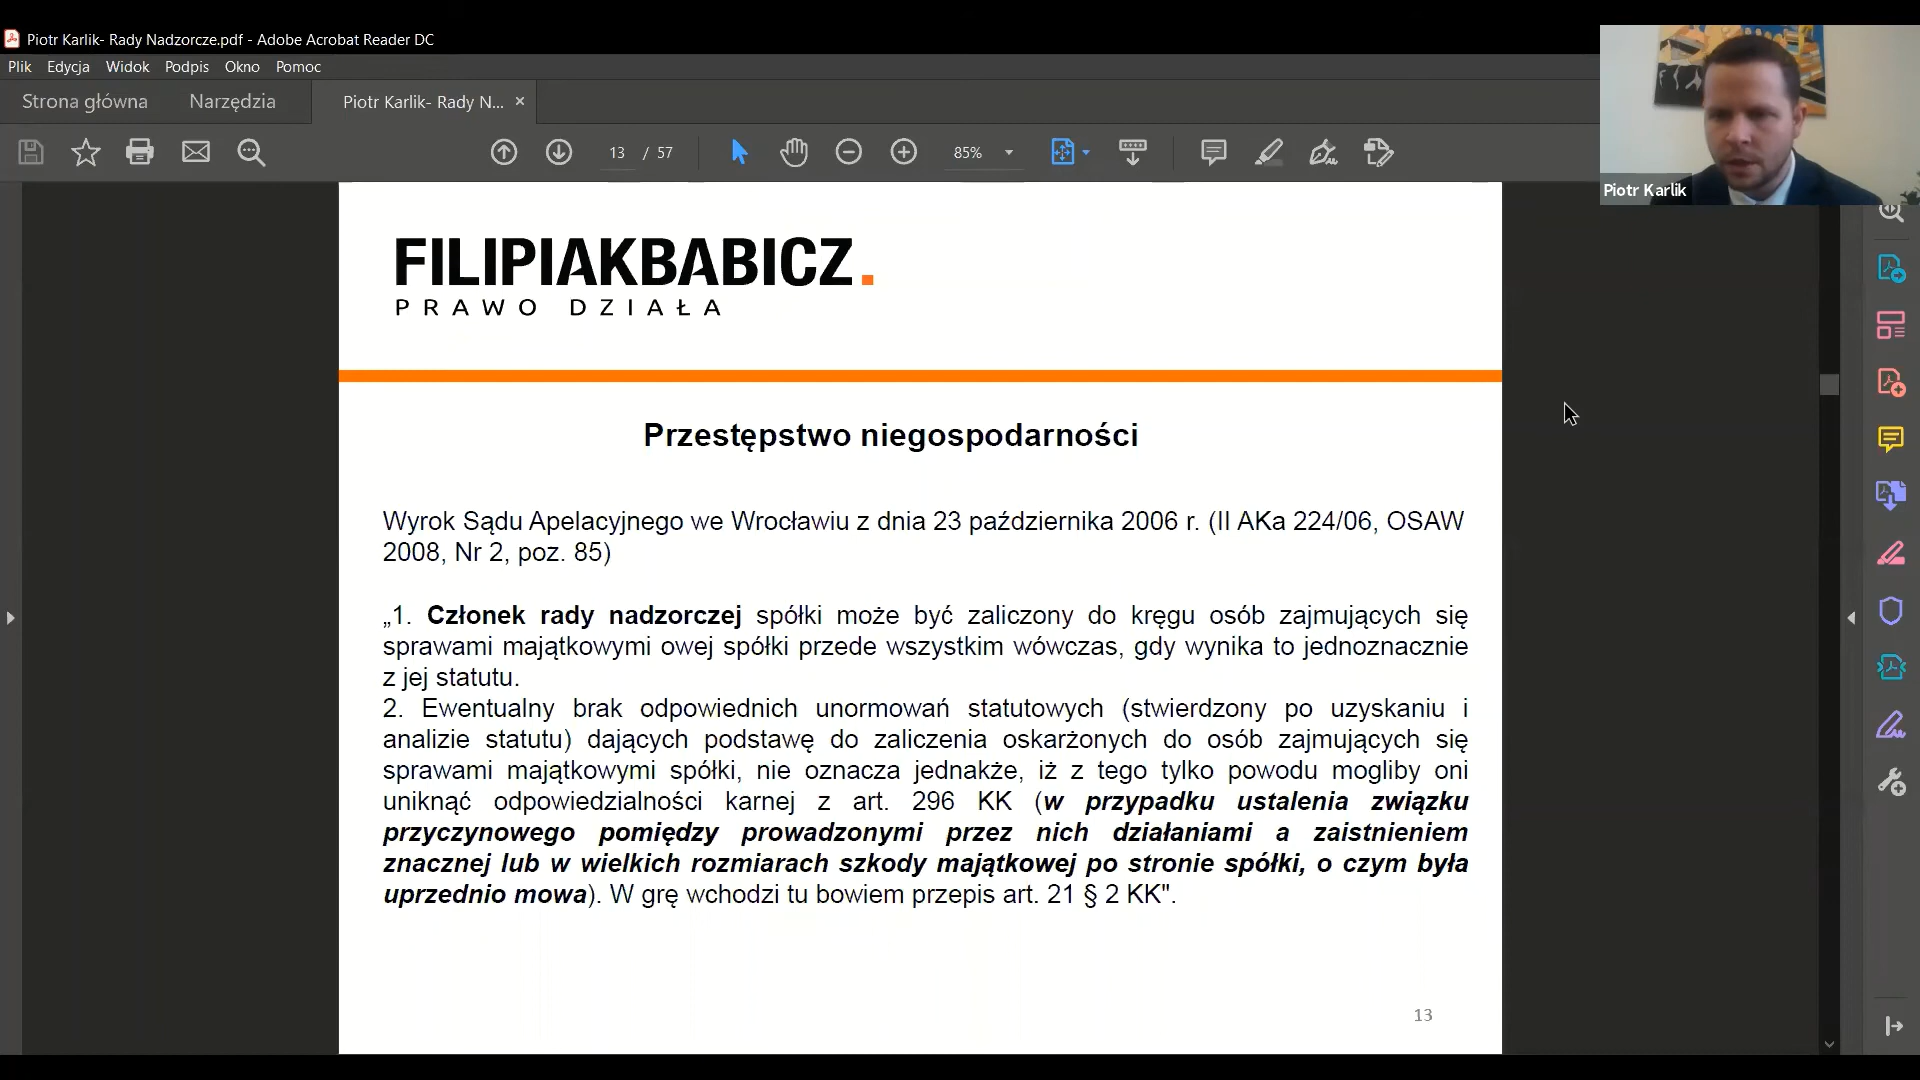 Piotr Karlik- Rady Nadzorcze.pdf - Adobe Acrobat Reader DC
Plik Edycja Widok Podpis Okno Pomoc
Strona główna Narzędzia Piotr Karlik- Rady N... ×
13 / 57 85%
Piotr Karlik
FILIPIAKBABICZ.
PRAWO DZIAŁA
Przestępstwo niegospodarności
Wyrok Sądu Apelacyjnego we Wrocławiu z dnia 23 października 2006 r. (II AKa 224/06, OSAW
2008, Nr 2, poz. 85)
„1. Członek rady nadzorczej spółki może być zaliczony do kręgu osób zajmujących się
sprawami majątkowymi owej spółki przede wszystkim wówczas, gdy wynika to jednoznacznie
z jej statutu.
2. Ewentualny brak odpowiednich unormowań statutowych (stwierdzony po uzyskaniu i
analizie statutu) dających podstawę do zaliczenia oskarżonych do osób zajmujących się
sprawami majątkowymi spółki, nie oznacza jednakże, iż z tego tylko powodu mogliby oni
uniknąć odpowiedzialności karnej z art. 296 KK (w przypadku ustalenia związku
przyczynowego pomiędzy prowadzonymi przez nich działaniami a zaistnieniem
znacznej lub w wielkich rozmiarach szkody majątkowej po stronie spółki, o czym była
uprzednio mowa). W grę wchodzi tu bowiem przepis art. 21 § 2 KK".
13